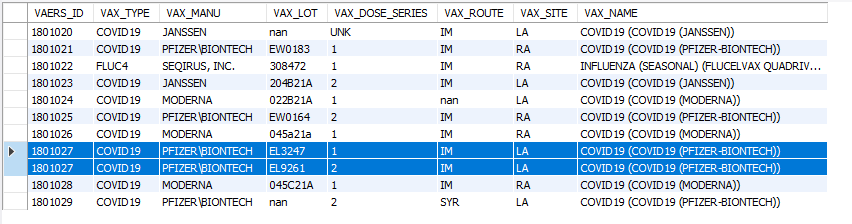 VAERS_ID VAX_TYPE VAX_MANU VAX_LOT VAX_DOSE_SERIES VAX_ROUTE VAX_SITE VAX_NAME
1801020 COVID19 JANSSEN nan UNK IM LA COVID19 (COVID19 (JANSSEN))
1801021 COVID19 PFIZER\BIONTECH EW0183 1 IM RA COVID19 (COVID19 (PFIZER-BIONTECH))
1801022 FLUC4 SEQIRUS, INC. 308472 1 IM RA INFLUENZA (SEASONAL) (FLUCELVAX QUADRIV...
1801023 COVID19 JANSSEN 204B21A 2 IM LA COVID19 (COVID19 (JANSSEN))
1801024 COVID19 MODERNA 022B21A 1 nan LA COVID19 (COVID19 (MODERNA))
1801025 COVID19 PFIZER\BIONTECH EW0164 2 IM RA COVID19 (COVID19 (PFIZER-BIONTECH))
1801026 COVID19 MODERNA 045a21a 1 IM RA COVID19 (COVID19 (MODERNA))
1801027 COVID19 PFIZER\BIONTECH EL3247 1 IM LA COVID19 (COVID19 (PFIZER-BIONTECH))
1801027 COVID19 PFIZER\BIONTECH EL9261 2 IM LA COVID19 (COVID19 (PFIZER-BIONTECH))
1801028 COVID19 MODERNA 045C21A 1 IM RA COVID19 (COVID19 (MODERNA))
1801029 COVID19 PFIZER\BIONTECH nan 2 SYR LA COVID19 (COVID19 (PFIZER-BIONTECH))